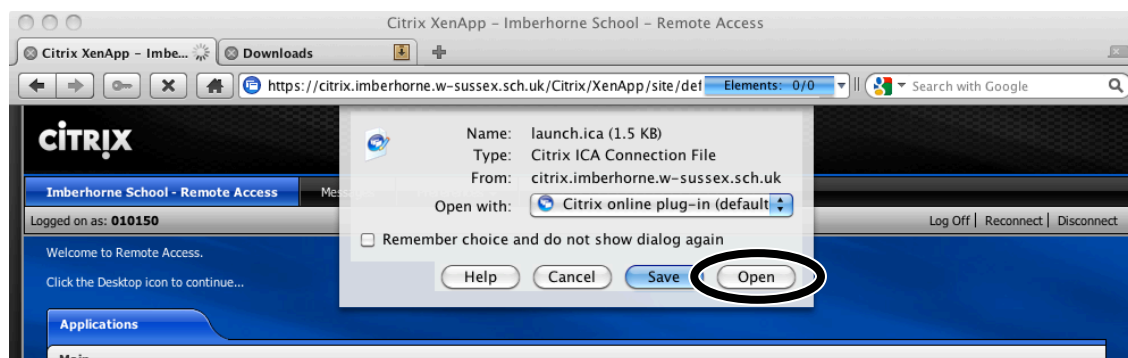 Citrix XenApp – Imberhorne School – Remote Access
Citrix XenApp – Imbe... Downloads
https://citrix.imberhorne.w-sussex.sch.uk/Citrix/XenApp/site/def Elements: 0/0 Search with Google
CİTRIX
Name: launch.ica (1.5 KB)
Type: Citrix ICA Connection File
From: citrix.imberhorne.w-sussex.sch.uk
Open with: Citrix online plug-in (default
Remember choice and do not show dialog again
Help Cancel Save Open
Imberhorne School - Remote Access
Logged on as: 010150 Log Off | Reconnect | Disconnect
Welcome to Remote Access.
Click the Desktop icon to continue...
Applications